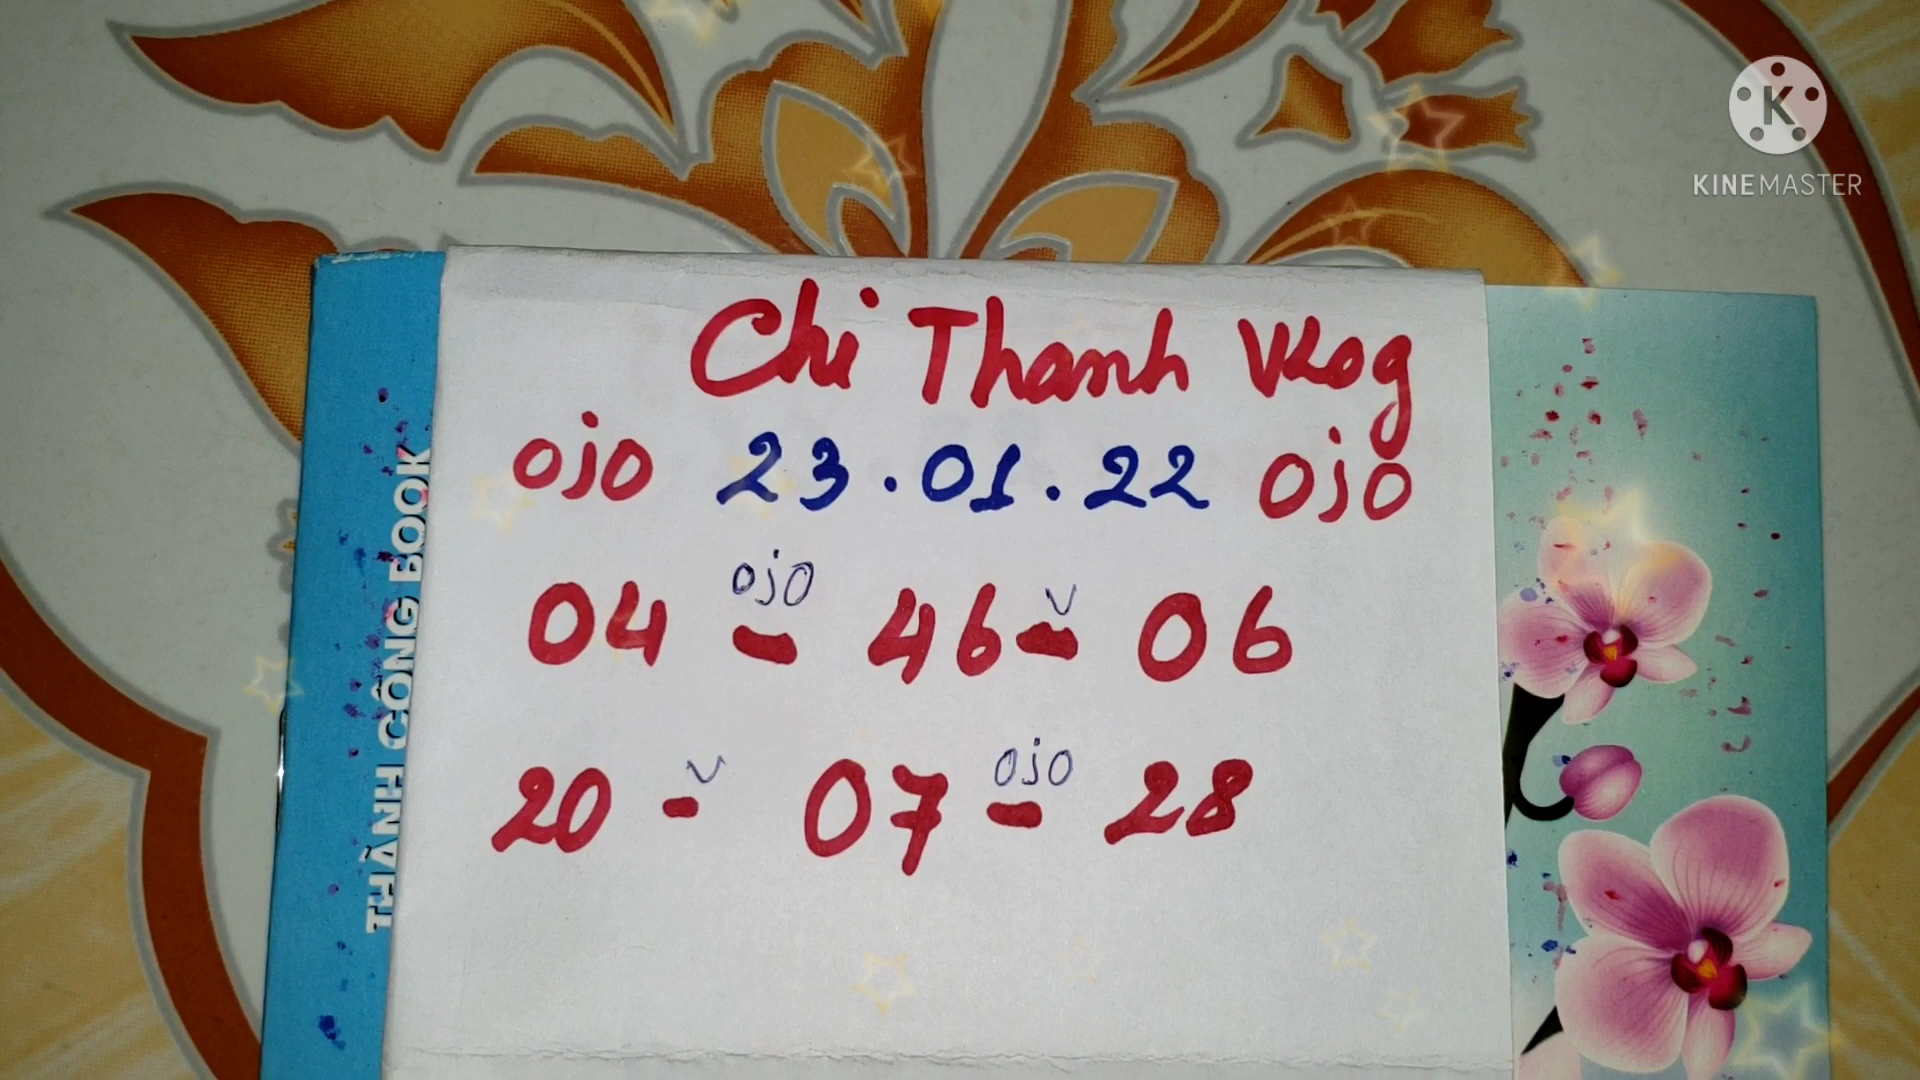 KINEMASTER
Chi Thanh Vlog
ojo 23.01.22 ojo
ojo v
04 - 46 - 06
v ojo
20 - 07 - 28
THÀNH CÔNG BOOK